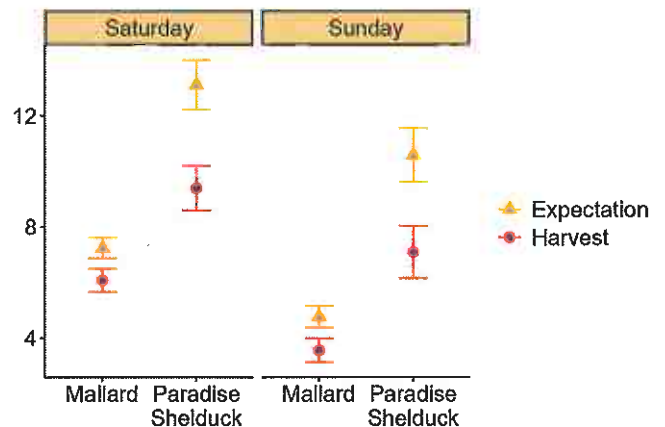 Saturday
Sunday
12
8
4
Expectation
Harvest
Mallard
Paradise
Shelduck
Mallard
Paradise
Shelduck